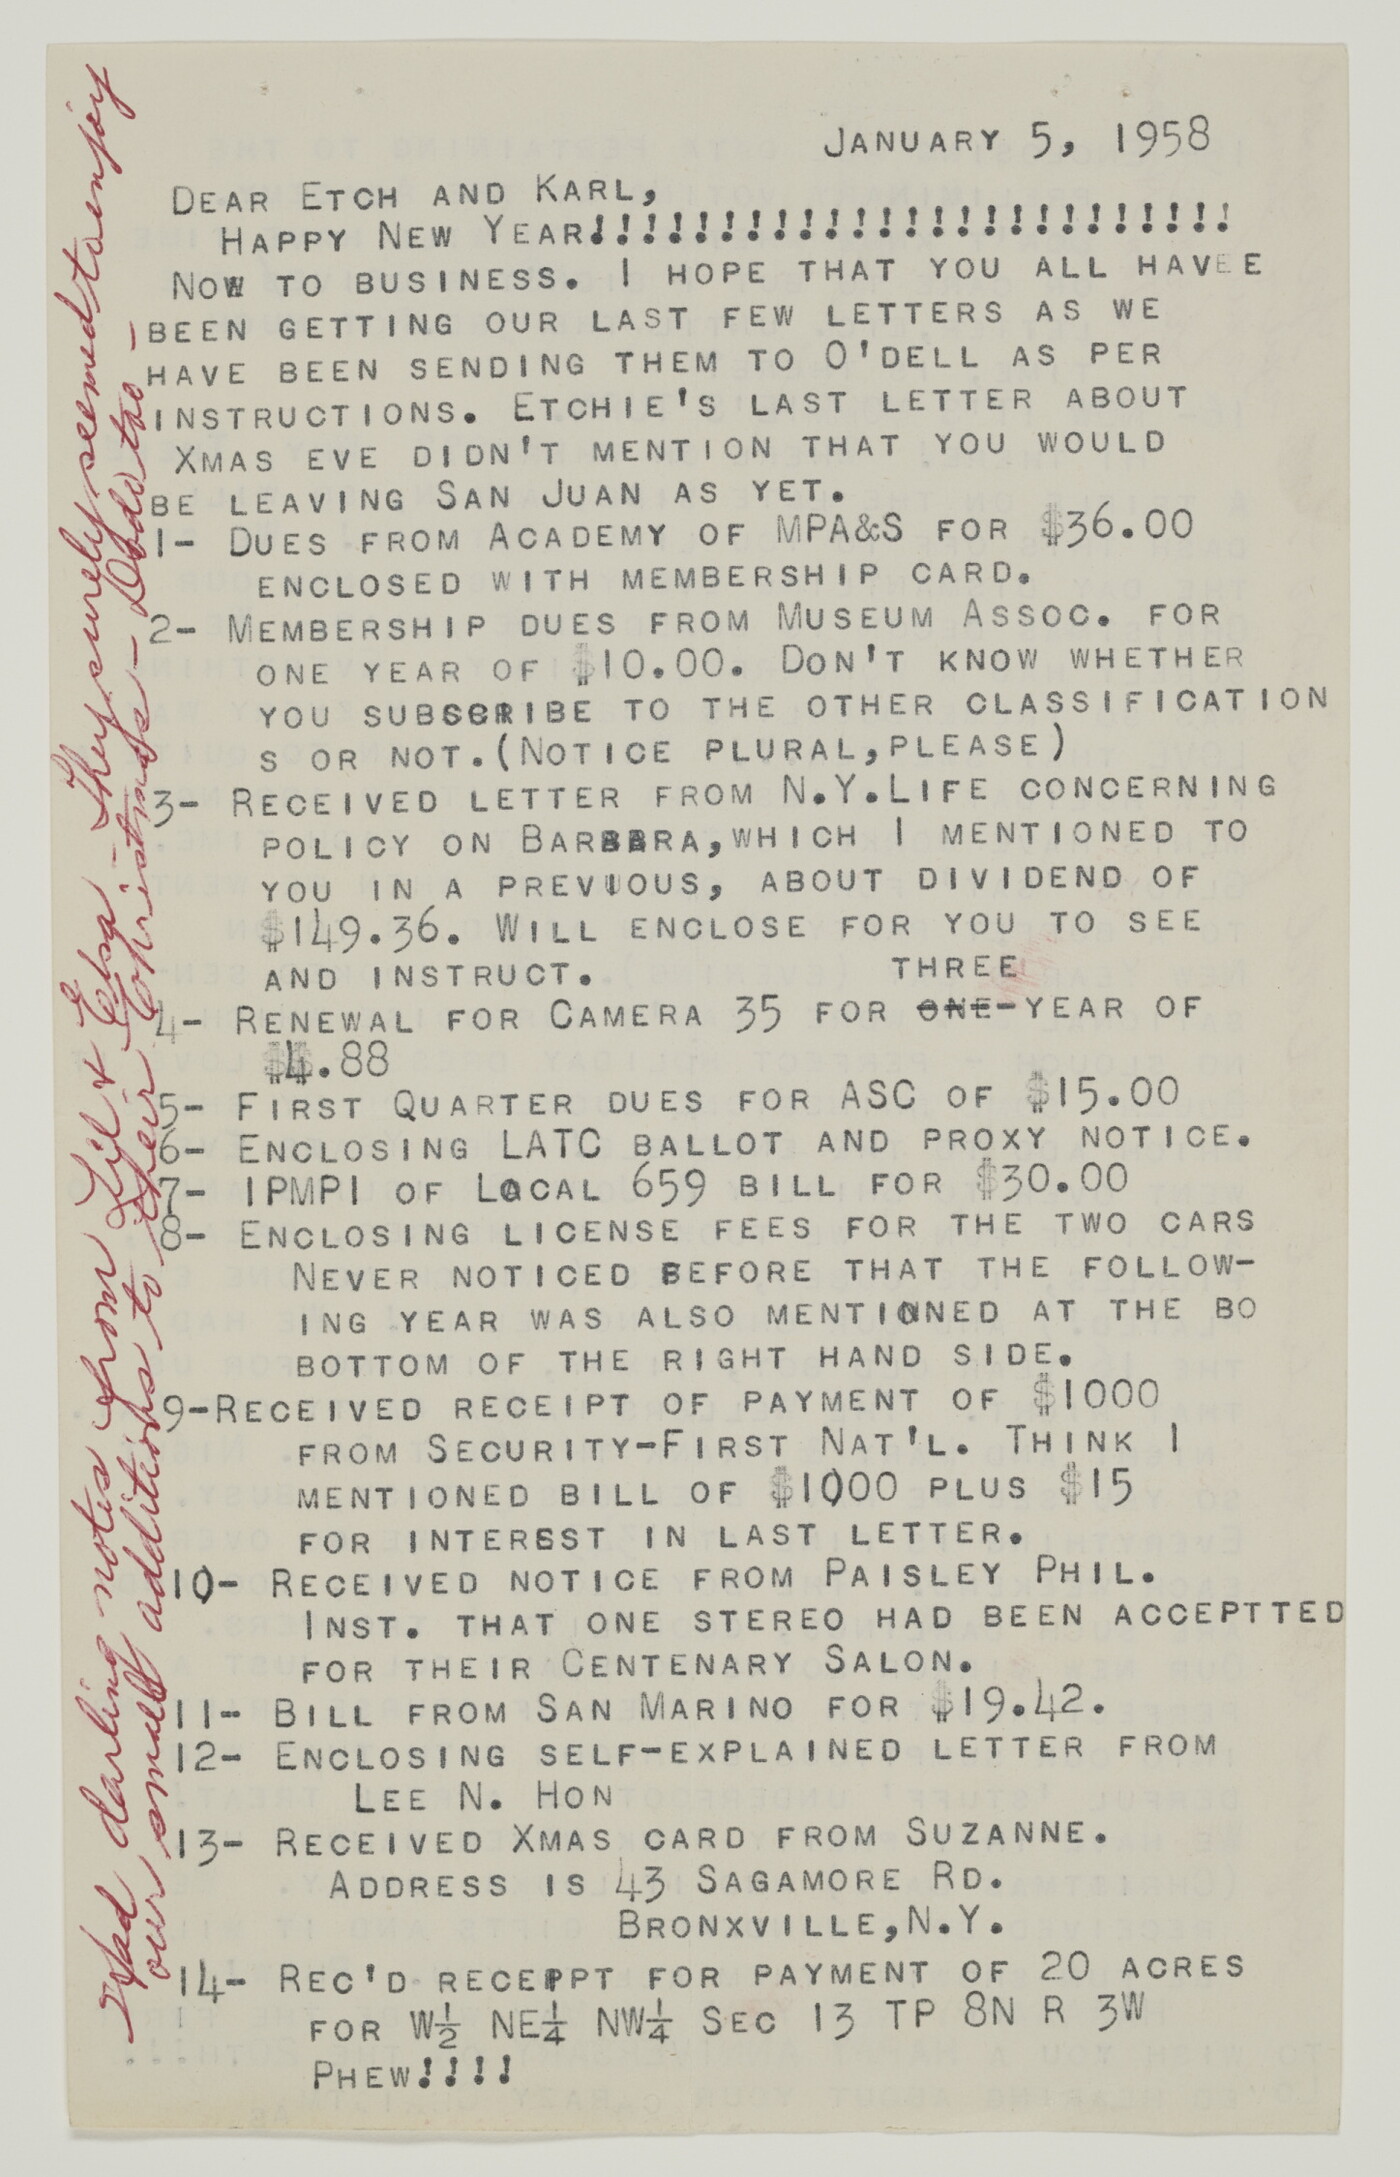 JANUARY 5, 1958
DEAR ETCH AND KARL,
HAPPY NEW YEAR!!!!!!!!!!!!!!!!!!!!!!!!!
NOW TO BUSINESS. I HOPE THAT YOU ALL HAVEE
BEEN GETTING OUR LAST FEW LETTERS AS WE
HAVE BEEN SENDING THEM TO O'DELL AS PER
INSTRUCTIONS. ETCHIE'S LAST LETTER ABOUT
XMAS EVE DIDN'T MENTION THAT YOU WOULD
BE LEAVING SAN JUAN AS YET.
1- DUES FROM ACADEMY OF MPA&S FOR $36.00
ENCLOSED WITH MEMBERSHIP CARD.
2- MEMBERSHIP DUES FROM MUSEUM ASSOC. FOR
ONE YEAR OF $10.00. DON'T KNOW WHETHER
YOU SUBSCRIBE TO THE OTHER CLASSIFICATION
S OR NOT.(NOTICE PLURAL,PLEASE)
3- RECEIVED LETTER FROM N.Y.LIFE CONCERNING
POLICY ON BARBBRA,WHICH I MENTIONED TO
YOU IN A PREVIOUS, ABOUT DIVIDEND OF
$149.36. WILL ENCLOSE FOR YOU TO SEE
AND INSTRUCT.
THREE
4- RENEWAL FOR CAMERA 35 FOR ONE-YEAR OF
$4.88
5- FIRST QUARTER DUES FOR ASC OF $15.00
6- ENCLOSING LATC BALLOT AND PROXY NOTICE.
7- IPMPI OF LOCAL 659 BILL FOR $30.00
8- ENCLOSING LICENSE FEES FOR THE TWO CARS
NEVER NOTICED BEFORE THAT THE FOLLOW-
ING YEAR WAS ALSO MENTIONED AT THE BO
BOTTOM OF THE RIGHT HAND SIDE.
9-RECEIVED RECEIPT OF PAYMENT OF $1000
FROM SECURITY-FIRST NAT'L. THINK I
MENTIONED BILL OF $1000 PLUS $15
FOR INTEREST IN LAST LETTER.
10- RECEIVED NOTICE FROM PAISLEY PHIL.
INST. THAT ONE STEREO HAD BEEN ACCEPTTED
FOR THEIR CENTENARY SALON.
11- BILL FROM SAN MARINO FOR $19.42.
12- ENCLOSING SELF-EXPLAINED LETTER FROM
LEE N. HON
13- RECEIVED XMAS CARD FROM SUZANNE.
ADDRESS IS 43 SAGAMORE RD.
BRONXVILLE,N.Y.
14- REC'D RECEIPPT FOR PAYMENT OF 20 ACRES
FOR W½ NE¼ NW¼ SEC 13 TP 8N R 3W
PHEW!!!!
Had darling notes from Lil & Elsa - They surely seemed to enjoy
our small additions to their Christmas - Dodo too -